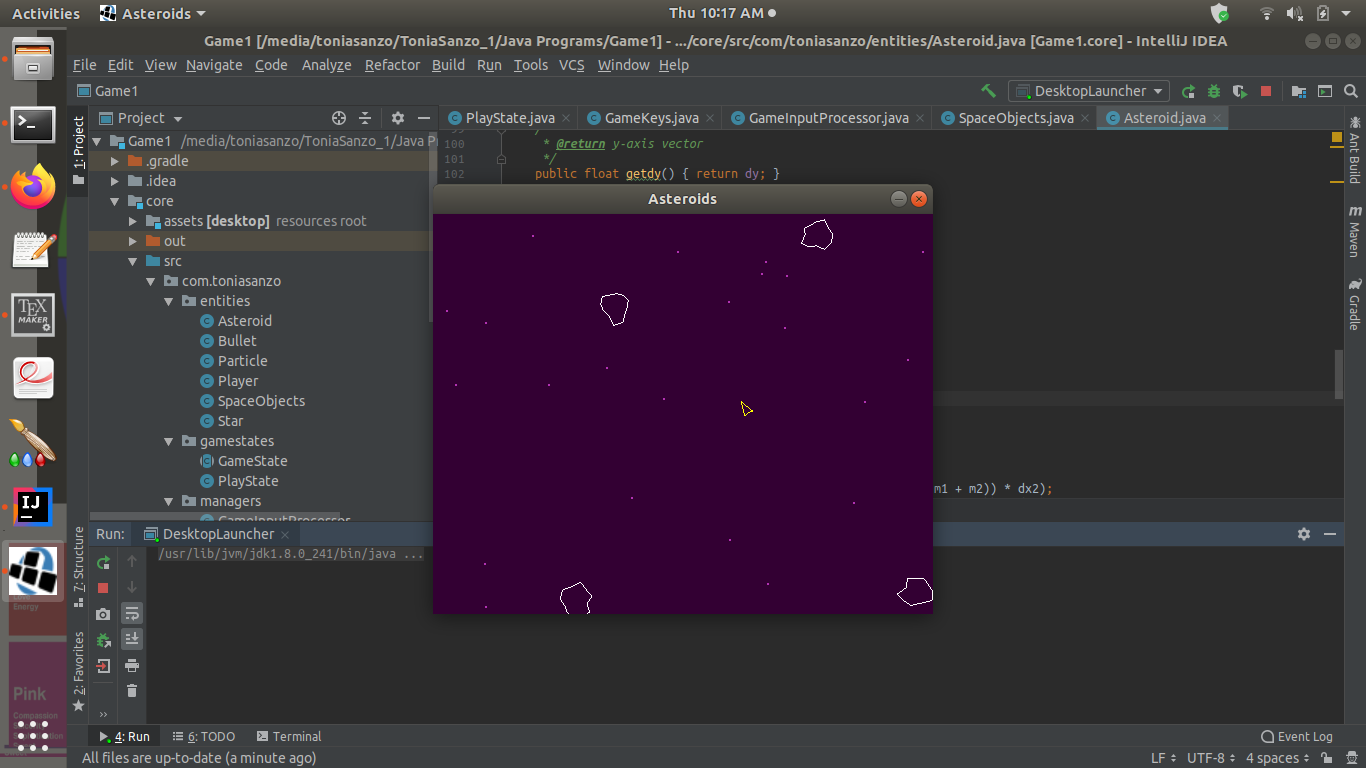 Activities Asteroids Thu 10:17 AM
Game1 [/media/toniasanzo/ToniaSanzo_1/Java Programs/Game1] - .../core/src/com/toniasanzo/entities/Asteroid.java [Game1.core] - IntelliJ IDEA
File Edit View Navigate Code Analyze Refactor Build Run Tools VCS Window Help
Game1 DesktopLauncher
1: Project Project PlayState.java GameKeys.java GameInputProcessor.java SpaceObjects.java Asteroid.java
Game1 /media/toniasanzo/ToniaSanzo_1/Java P
.gradle
.idea
core
assets [desktop] resources root
out
src
com.toniasanzo
entities
Asteroid
Bullet
Particle
Player
SpaceObjects
Star
gamestates
GameState
PlayState
managers
GameInputProcessor
100 * @return y-axis vector
101 */
102 public float getdy() { return dy; }
Asteroids
m1 + m2)) * dx2);
Ant Build
Maven
Gradle
Run: DesktopLauncher
/usr/lib/jvm/jdk1.8.0_241/bin/java ...
7: Structure
2: Favorites
TEX
MAKER
IJ
Energy
Pink
4: Run 6: TODO Terminal Event Log
All files are up-to-date (a minute ago) LF UTF-8 4 spaces